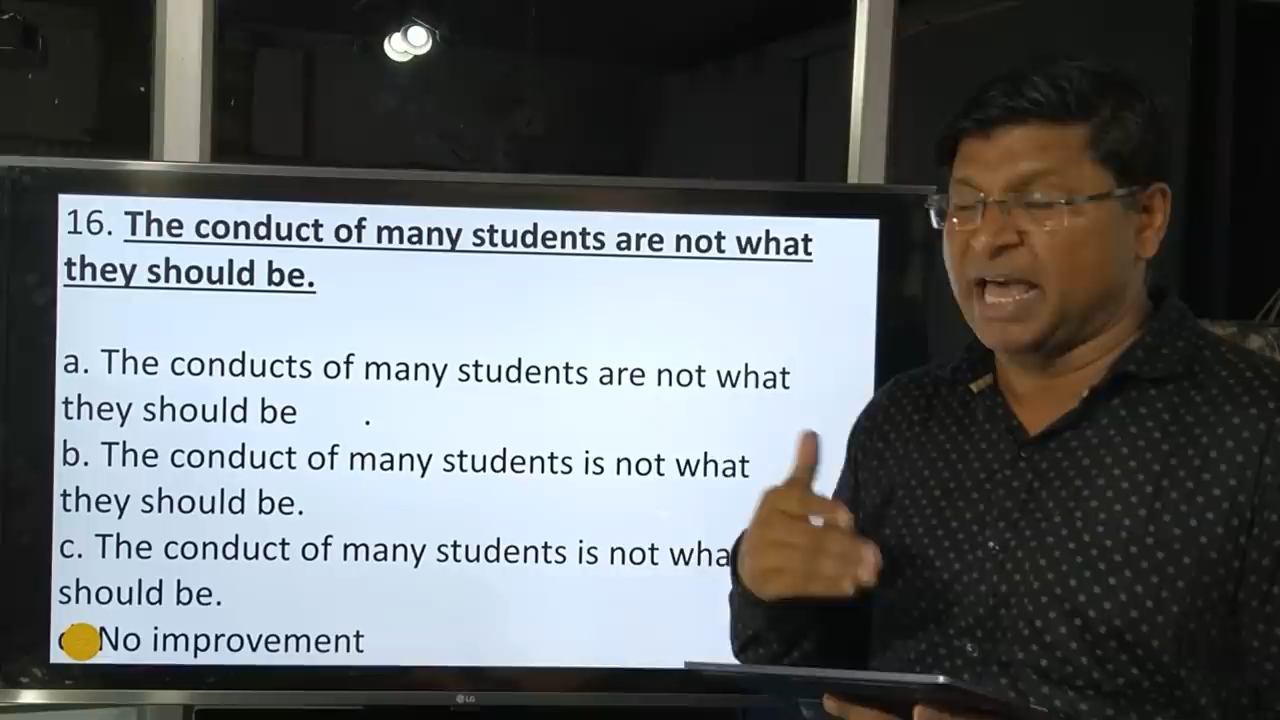 16. The conduct of many students are not what
they should be.
a. The conducts of many students are not what
they should be .
b. The conduct of many students is not what
they should be.
c. The conduct of many students is not wha
should be.
No improvement
LG